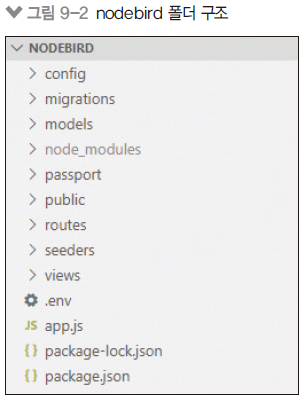 그림 9-2 nodebird 폴더 구조
NODEBIRD
config
migrations
models
node_modules
passport
public
routes
seeders
views
.env
JS app.js
{} package-lock.json
{} package.json